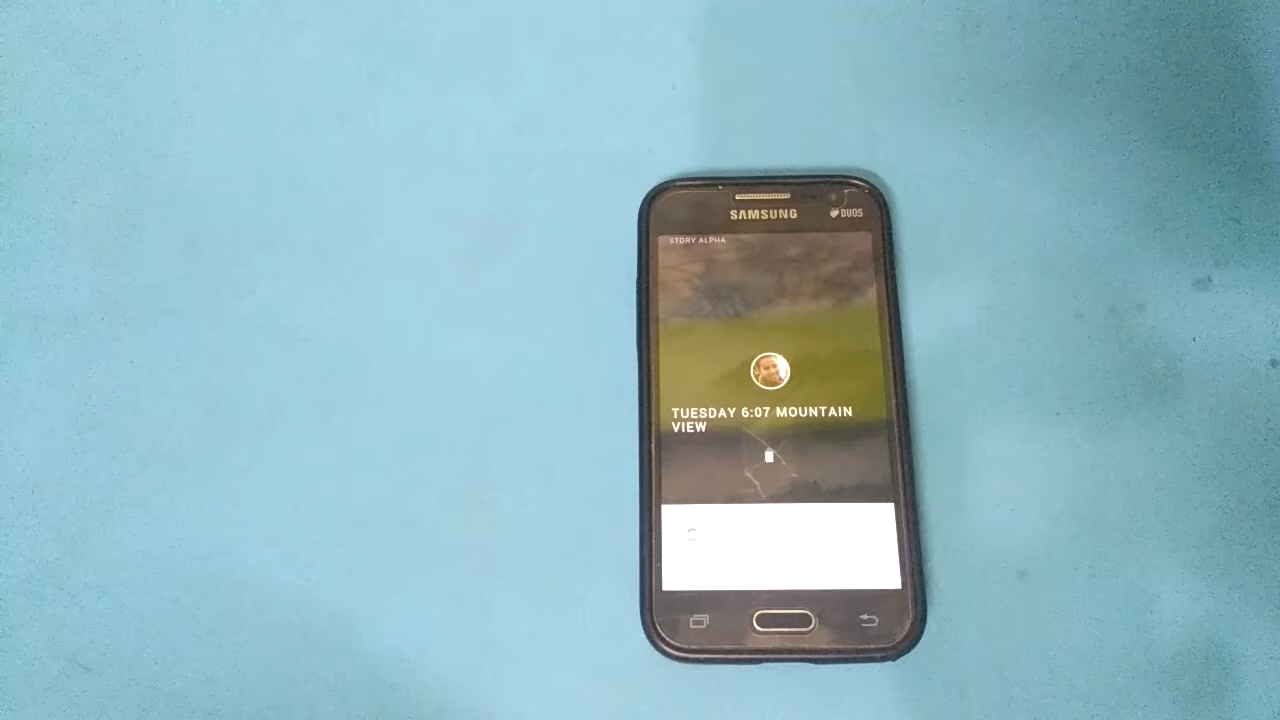 SAMSUNG
DUOS
STORY ALPHA
TUESDAY 6:07 MOUNTAIN
VIEW